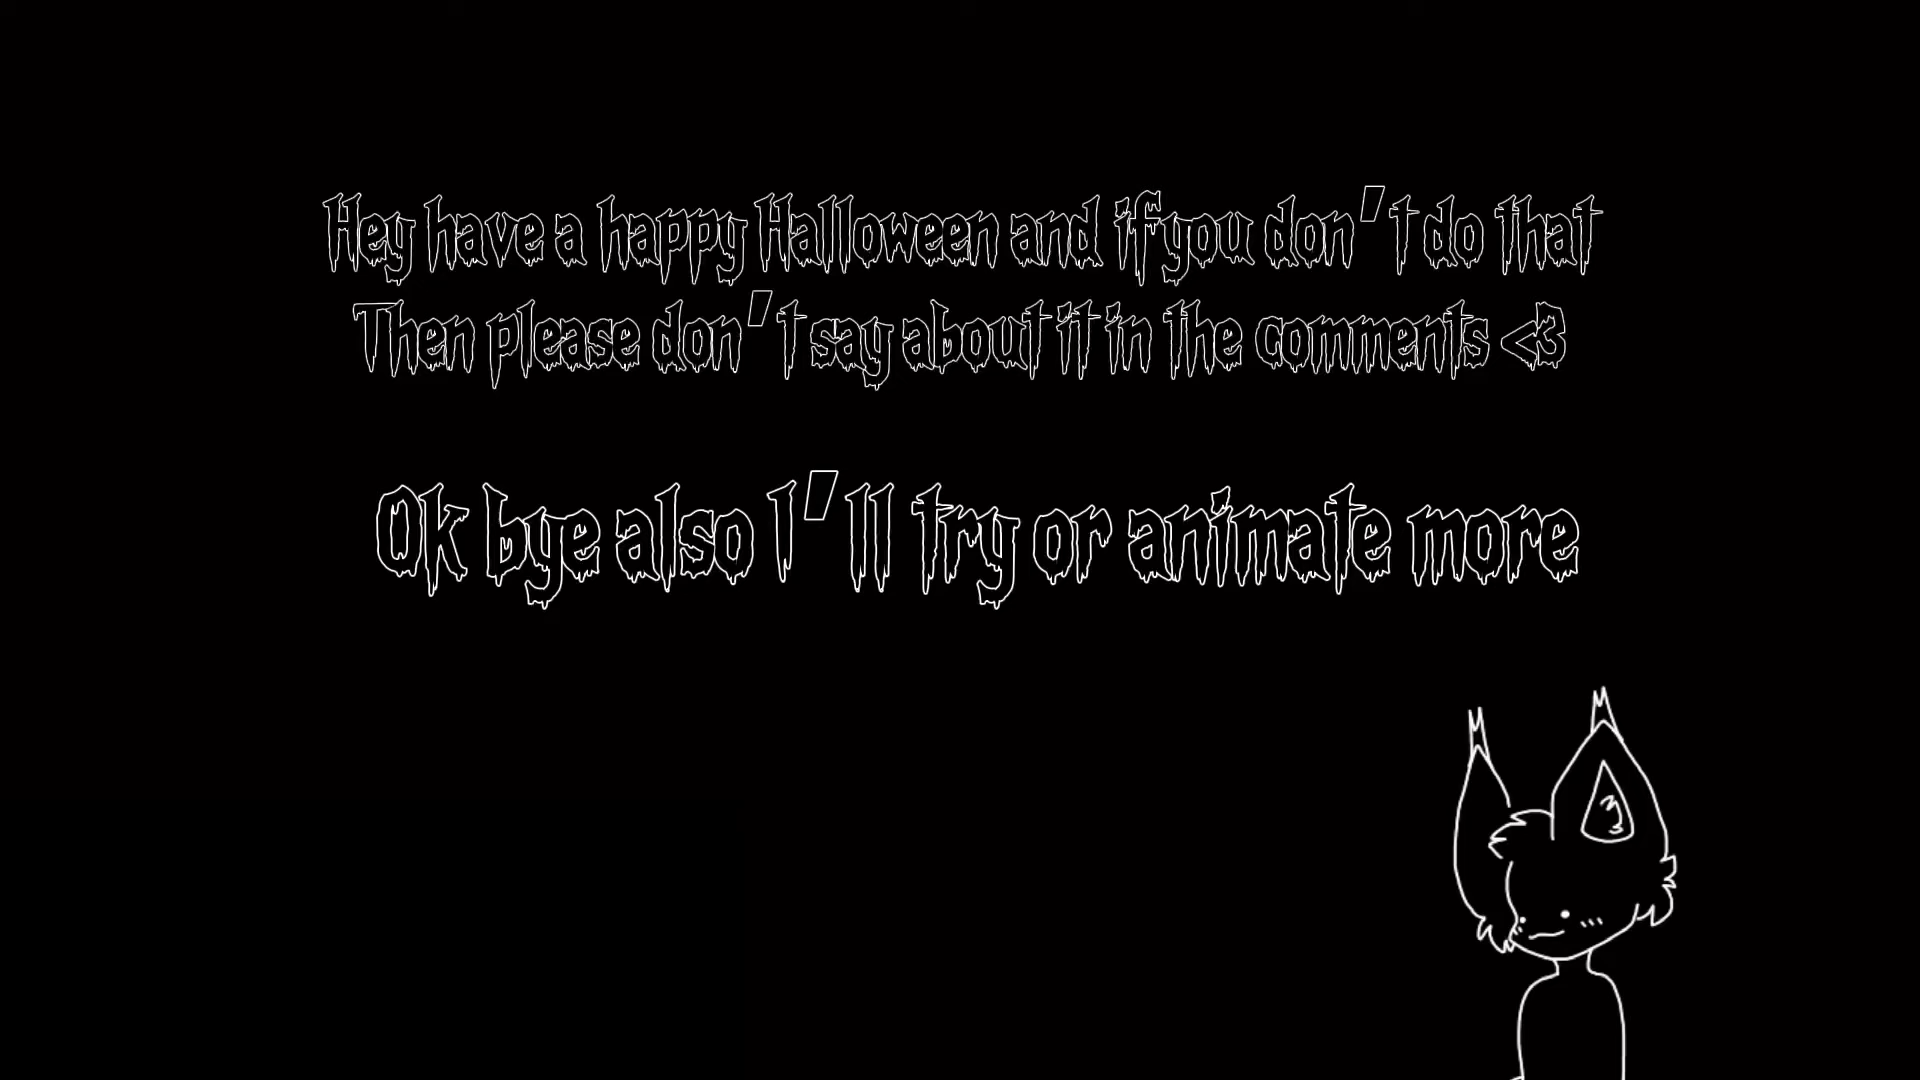 Hey have a happy Halloween and if you don't do that
Then please don't say about it in the comments <3
Ok bye also I'll try or animate more